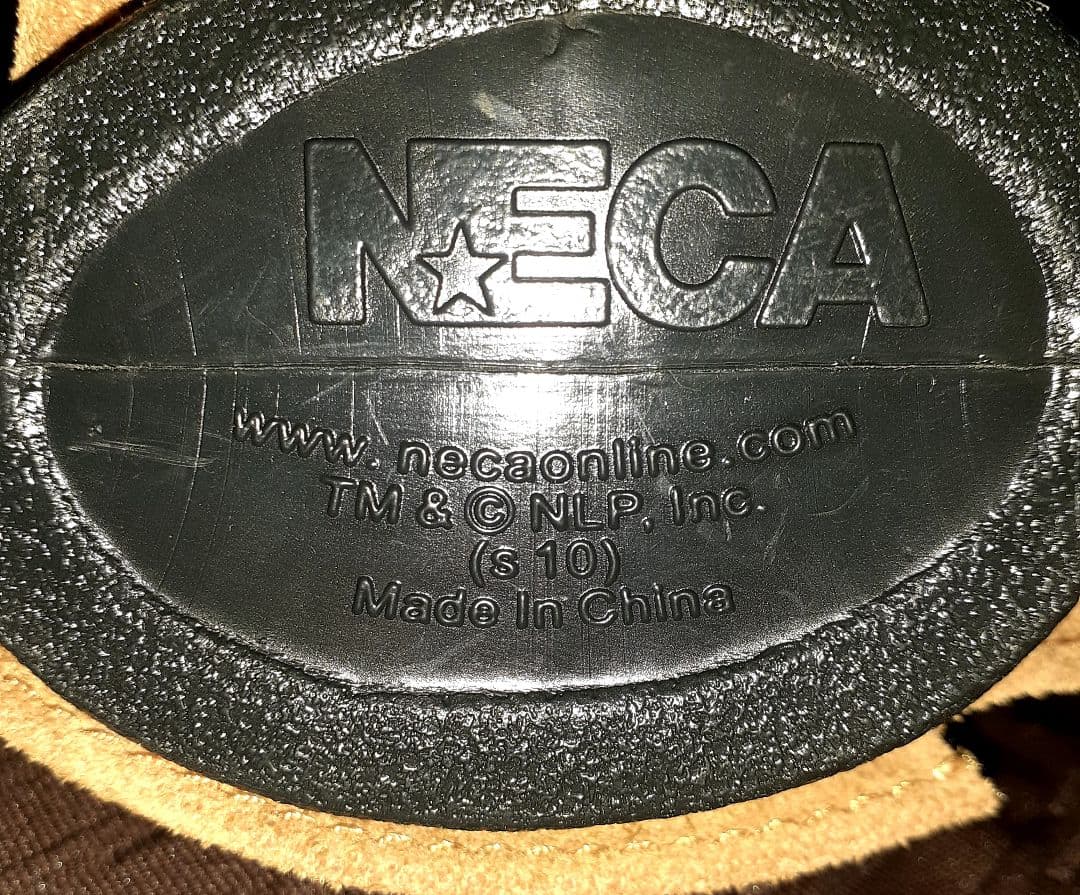 NECA
www.necaonline.com
TM & © NLP, Inc.
(s 10)
Made In China